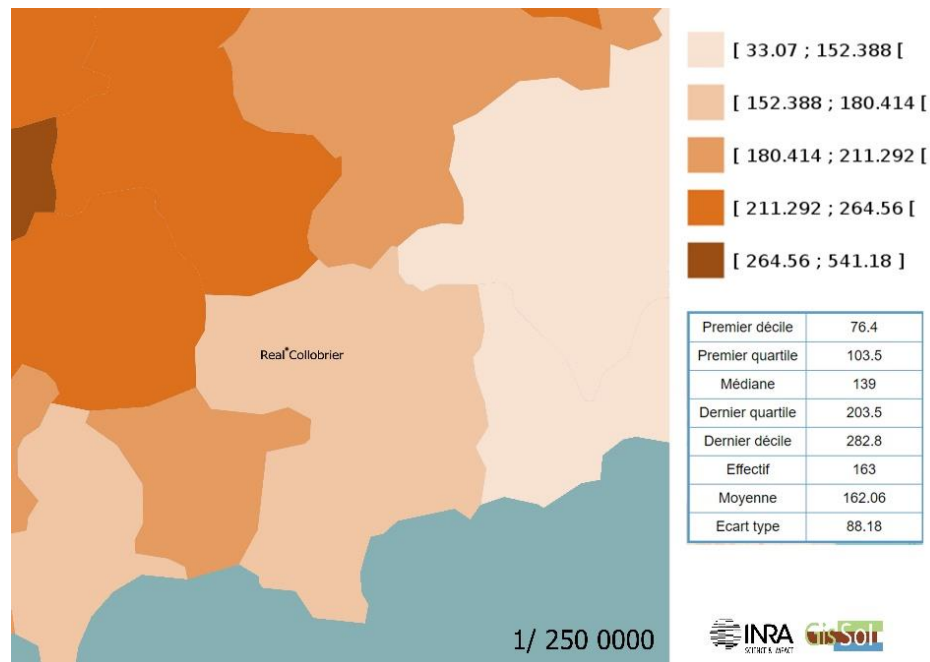 [ 33.07 ; 152.388 [
[ 152.388 ; 180.414 [
[ 180.414 ; 211.292 [
[ 211.292 ; 264.56 [
[ 264.56 ; 541.18 ]
Real*Collobrier
Premier décile 76.4
Premier quartile 103.5
Médiane 139
Dernier quartile 203.5
Dernier décile 282.8
Effectif 163
Moyenne 162.06
Ecart type 88.18
1/ 250 0000
INRA
SCIENCE & IMPACT
GisSol